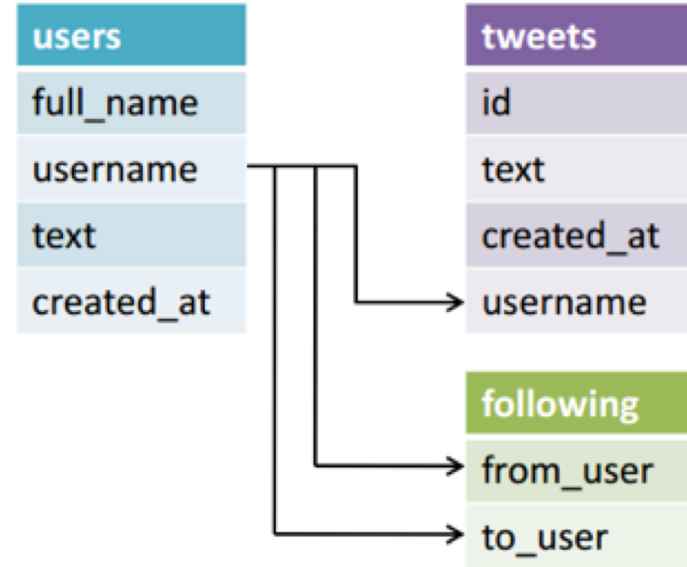 users
full_name
username
text
created_at
tweets
id
text
created_at
username
following
from_user
to_user